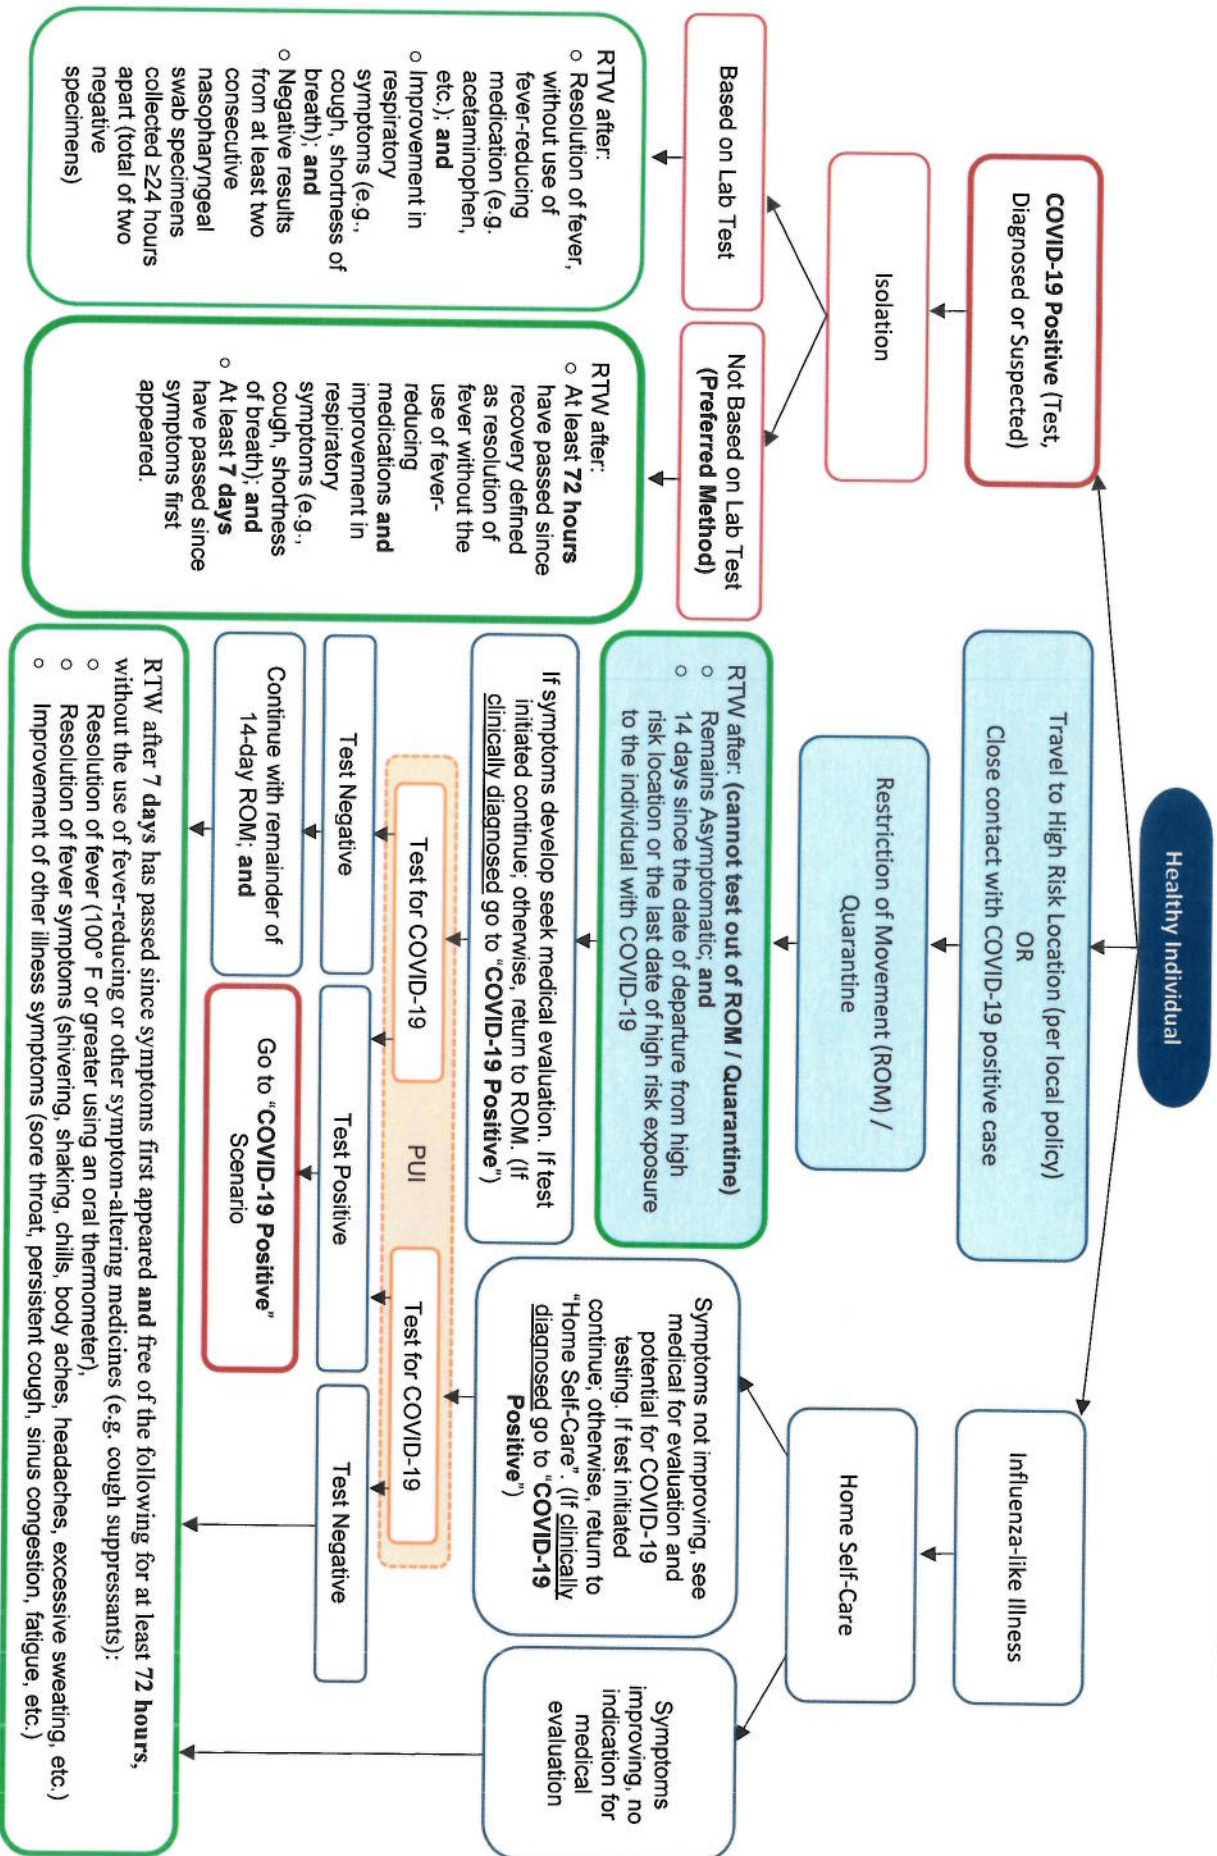 Healthy Individual
COVID-19 Positive (Test,
Diagnosed or Suspected)
Travel to High Risk Location (per local policy)
OR
Close contact with COVID-19 positive case
Influenza-like Illness
Isolation
Restriction of Movement (ROM) /
Quarantine
Home Self-Care
Based on Lab Test
Not Based on Lab Test
(Preferred Method)
RTW after:
○ Resolution of fever,
without use of
fever-reducing
medication (e.g.
acetaminophen,
etc.); and
○ Improvement in
respiratory
symptoms (e.g.,
cough, shortness of
breath); and
○ Negative results
from at least two
consecutive
nasopharyngeal
swab specimens
collected ≥24 hours
apart (total of two
negative
specimens)
RTW after:
○ At least 72 hours
have passed since
recovery defined
as resolution of
fever without the
use of fever-
reducing
medications and
improvement in
respiratory
symptoms (e.g.,
cough, shortness
of breath); and
○ At least 7 days
have passed since
symptoms first
appeared.
RTW after: (cannot test out of ROM / Quarantine)
○ Remains Asymptomatic; and
○ 14 days since the date of departure from high
risk location or the last date of high risk exposure
to the individual with COVID-19
If symptoms develop seek medical evaluation. If test
initiated continue; otherwise, return to ROM. (If
clinically diagnosed go to “COVID-19 Positive”)
Symptoms not improving, see
medical for evaluation and
potential for COVID-19
testing. If test initiated
continue; otherwise, return to
“Home Self-Care”. (If clinically
diagnosed go to “COVID-19
Positive”)
Symptoms
improving, no
indication for
medical
evaluation
Test for COVID-19
PUI
Test for COVID-19
Test Negative
Test Positive
Test Negative
Continue with remainder of
14-day ROM; and
Go to “COVID-19 Positive”
Scenario
RTW after 7 days has passed since symptoms first appeared and free of the following for at least 72 hours,
without the use of fever-reducing or other symptom-altering medicines (e.g. cough suppressants):
○ Resolution of fever (100° F or greater using an oral thermometer),
○ Resolution of fever symptoms (shivering, shaking, chills, body aches, headaches, excessive sweating, etc.)
○ Improvement of other illness symptoms (sore throat, persistent cough, sinus congestion, fatigue, etc.)